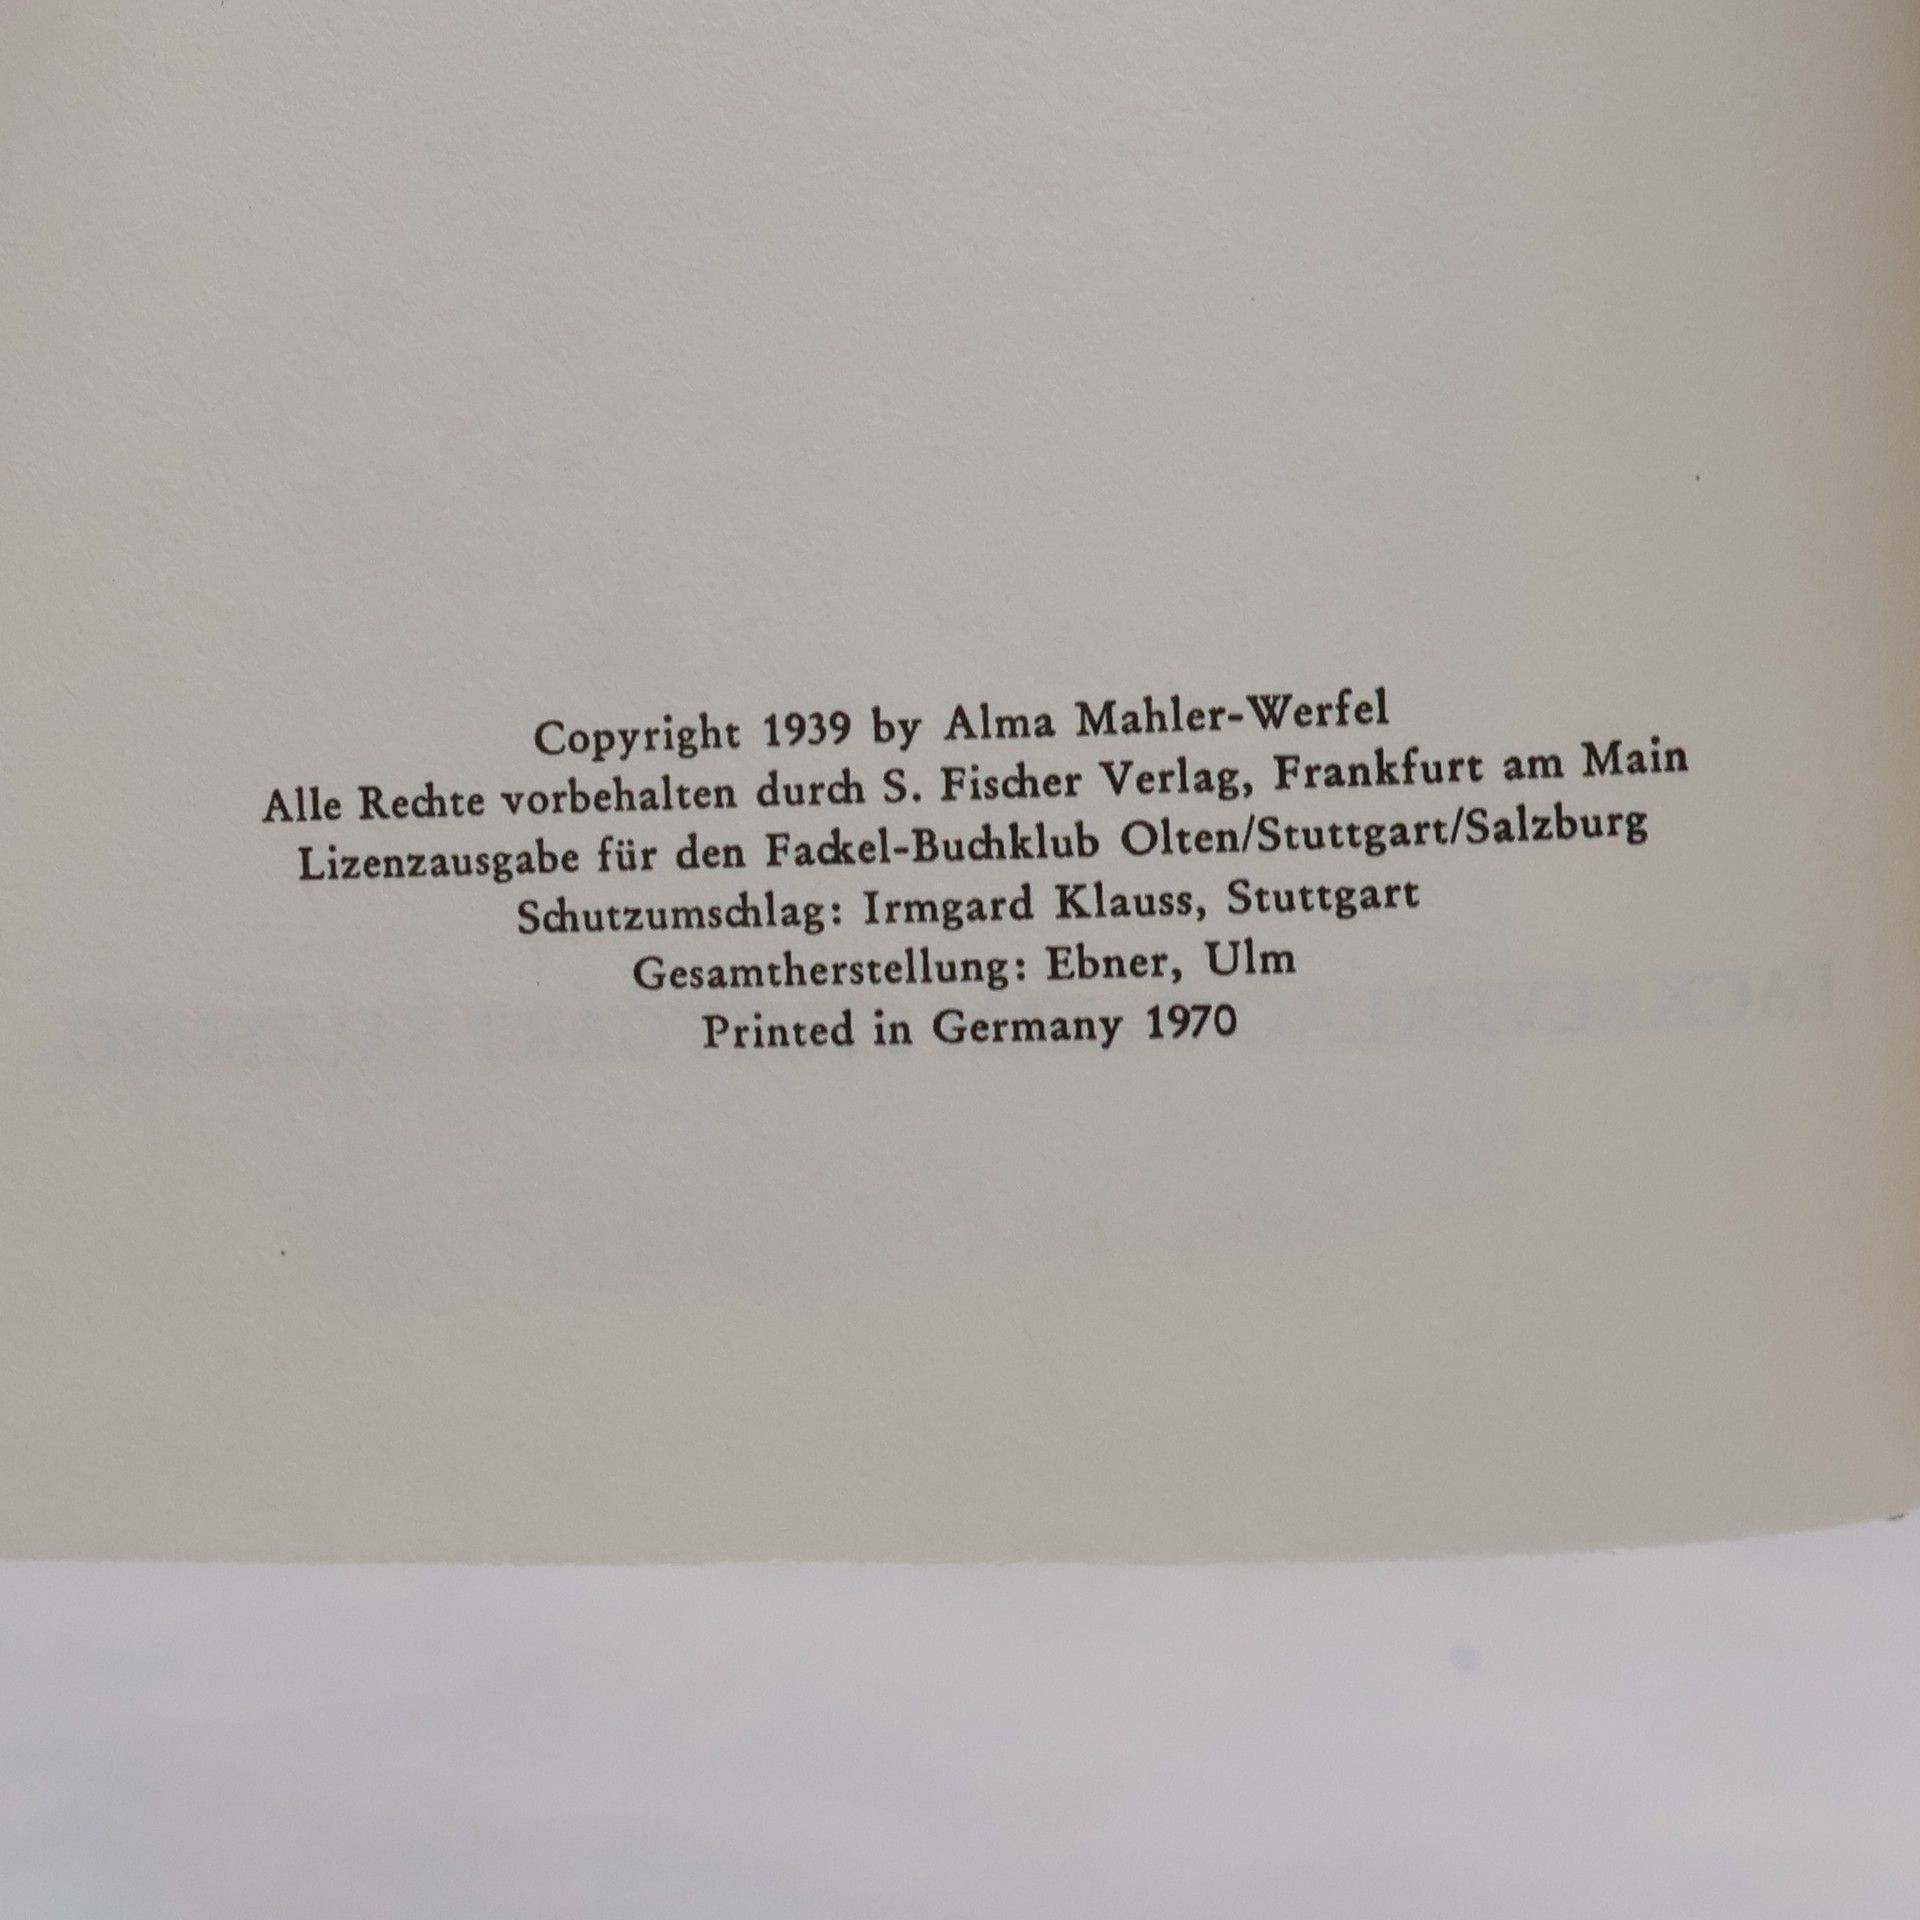 Copyright 1939 by Alma Mahler-Werfel
Alle Rechte vorbehalten durch S. Fischer Verlag, Frankfurt am Main
Lizenzausgabe für den Fackel-Buchklub Olten/Stuttgart/Salzburg
Schutzumschlag: Irmgard Klauss, Stuttgart
Gesamtherstellung: Ebner, Ulm
Printed in Germany 1970